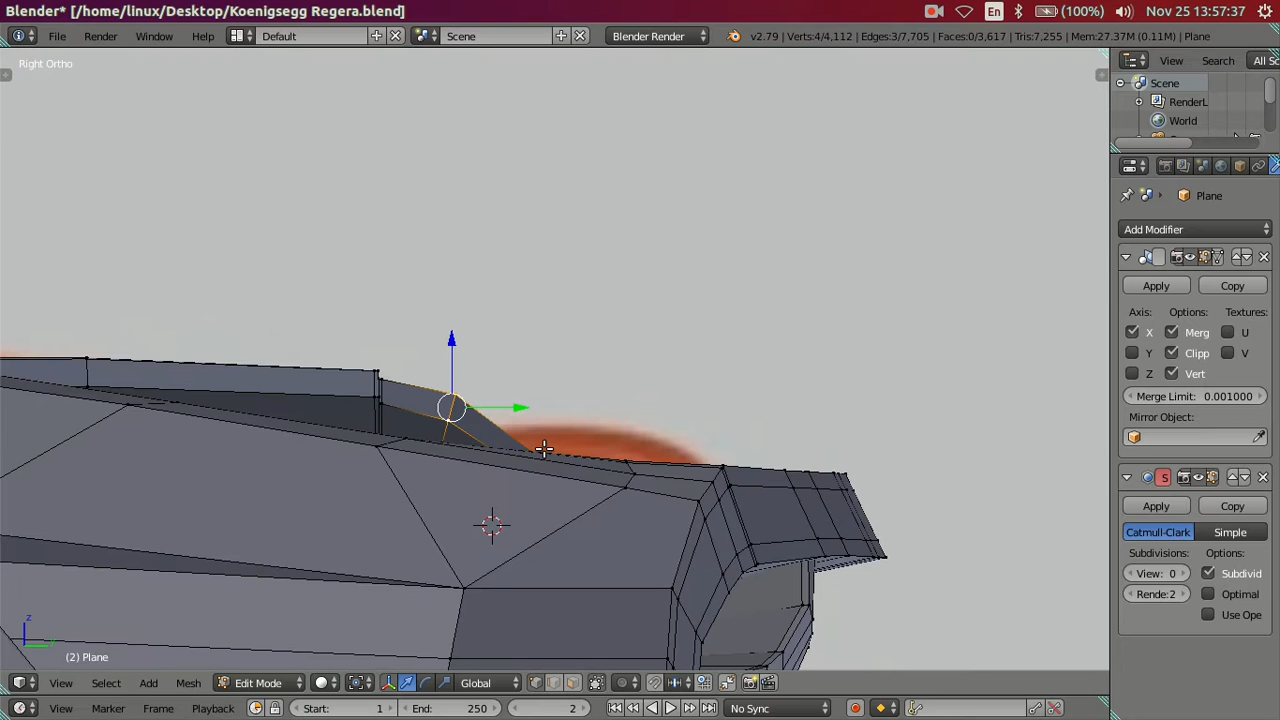 Blender* [/home/linux/Desktop/Koenigsegg Regera.blend]
En (100%) Nov 25 13:57:37
File Render Window Help Default Scene Blender Render v2.79 | Verts:4/4,112 | Edges:3/7,705 | Faces:0/3,617 | Tris:7,255 | Mem:27.37M (0.11M) | Plane
Right Ortho
View Search All Sc
Scene
RenderL
World
Plane
Add Modifier
Apply Copy
Axis: Options: Textures:
X Merg U
Y Clipp V
Z Vert
Merge Limit: 0.001000
Mirror Object:
S
Apply Copy
Catmull-Clark Simple
Subdivisions: Options:
View: 0 Subdivid
Rende: 2 Optimal
Use Ope
z
y
(2) Plane
View Select Add Mesh Edit Mode Global
View Marker Frame Playback Start: 1 End: 250 2 No Sync